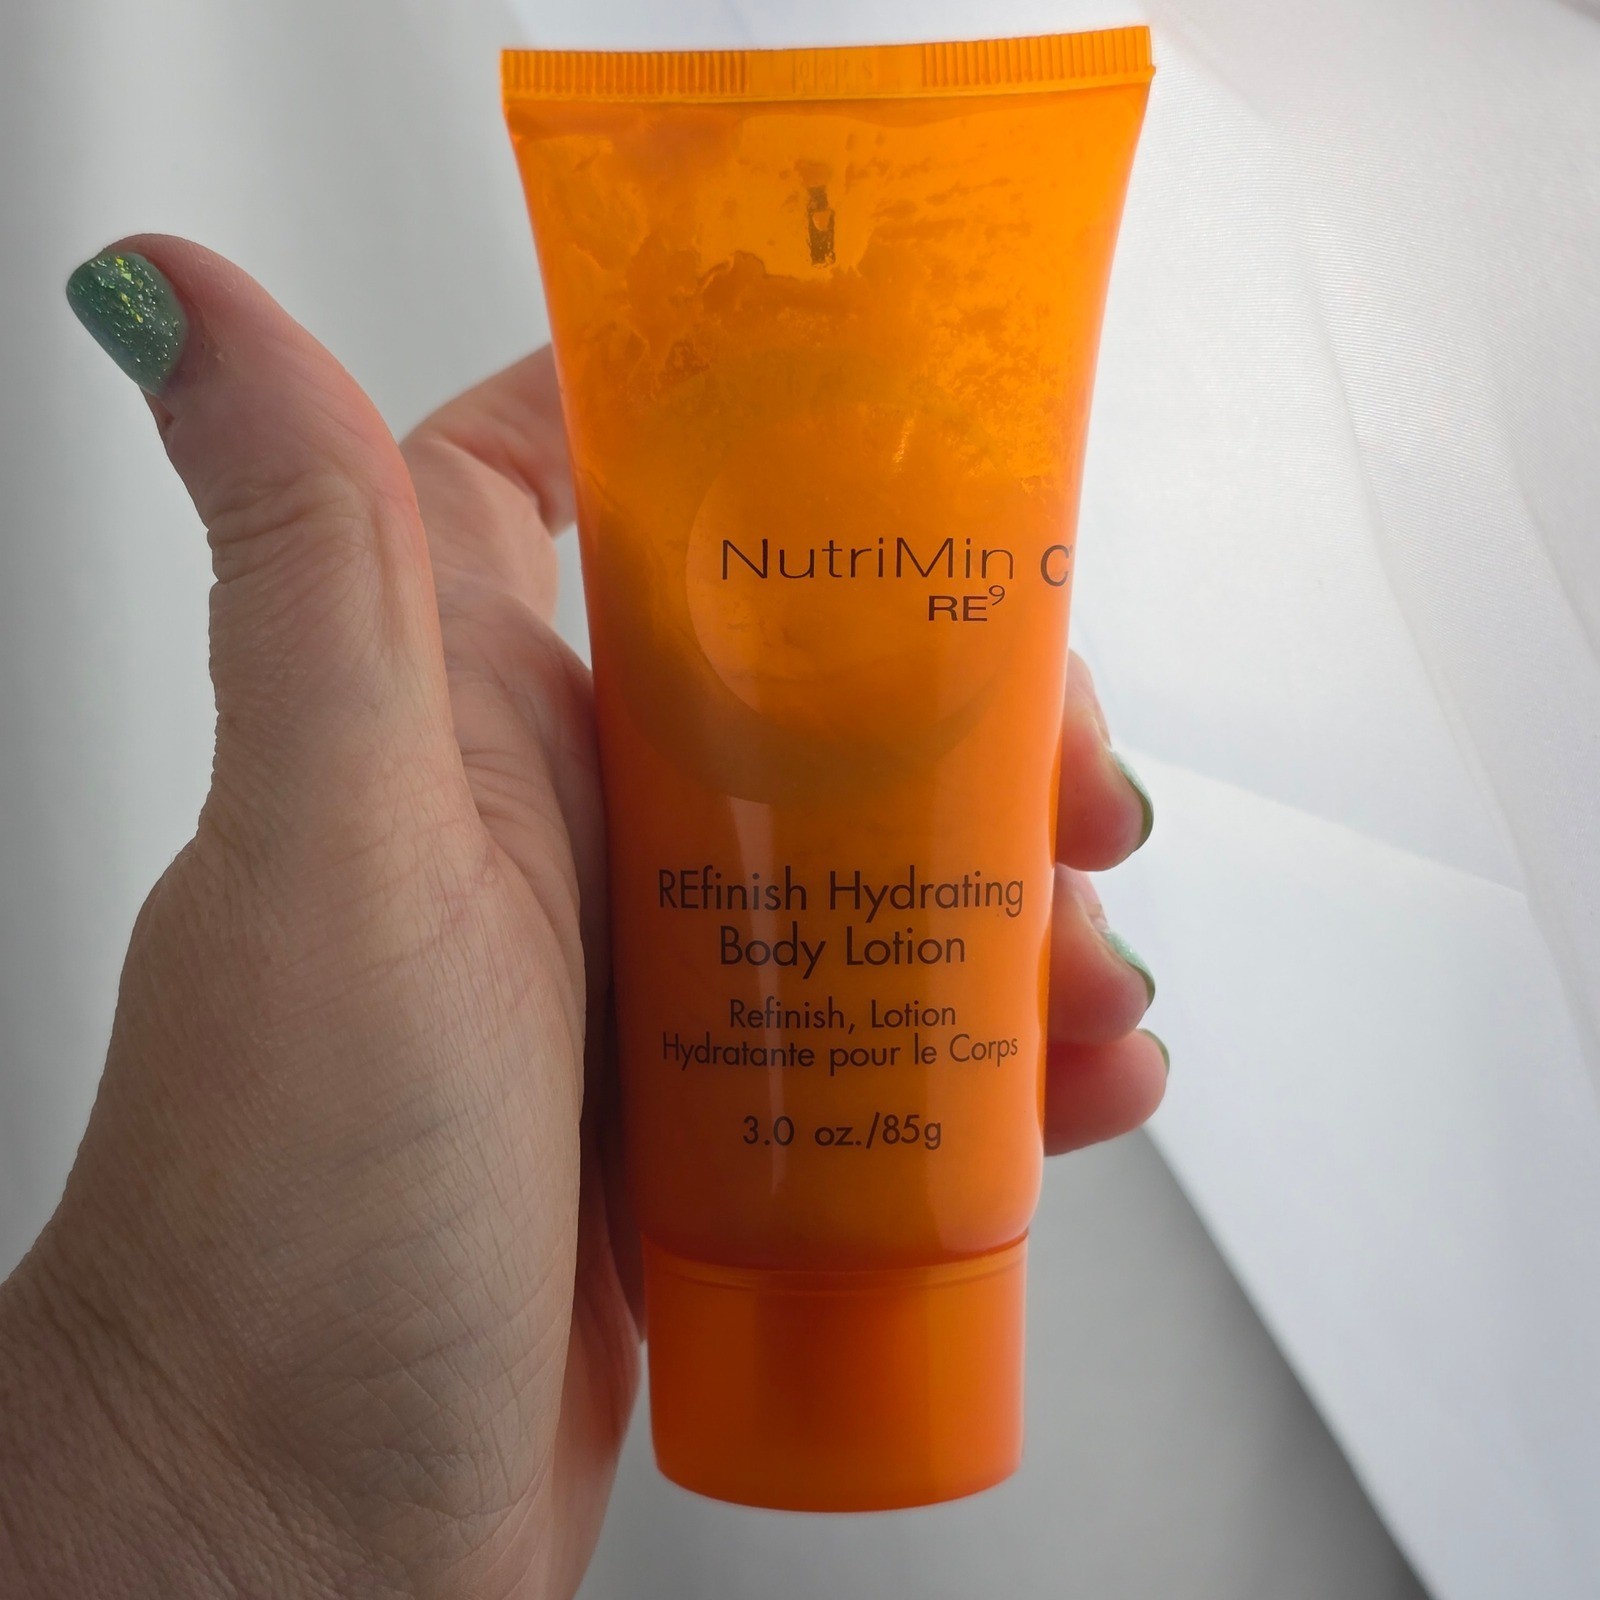 NutriMin C
RE⁹
REfinish Hydrating
Body Lotion
Refinish, Lotion
Hydratante pour le Corps
3.0 oz./85g